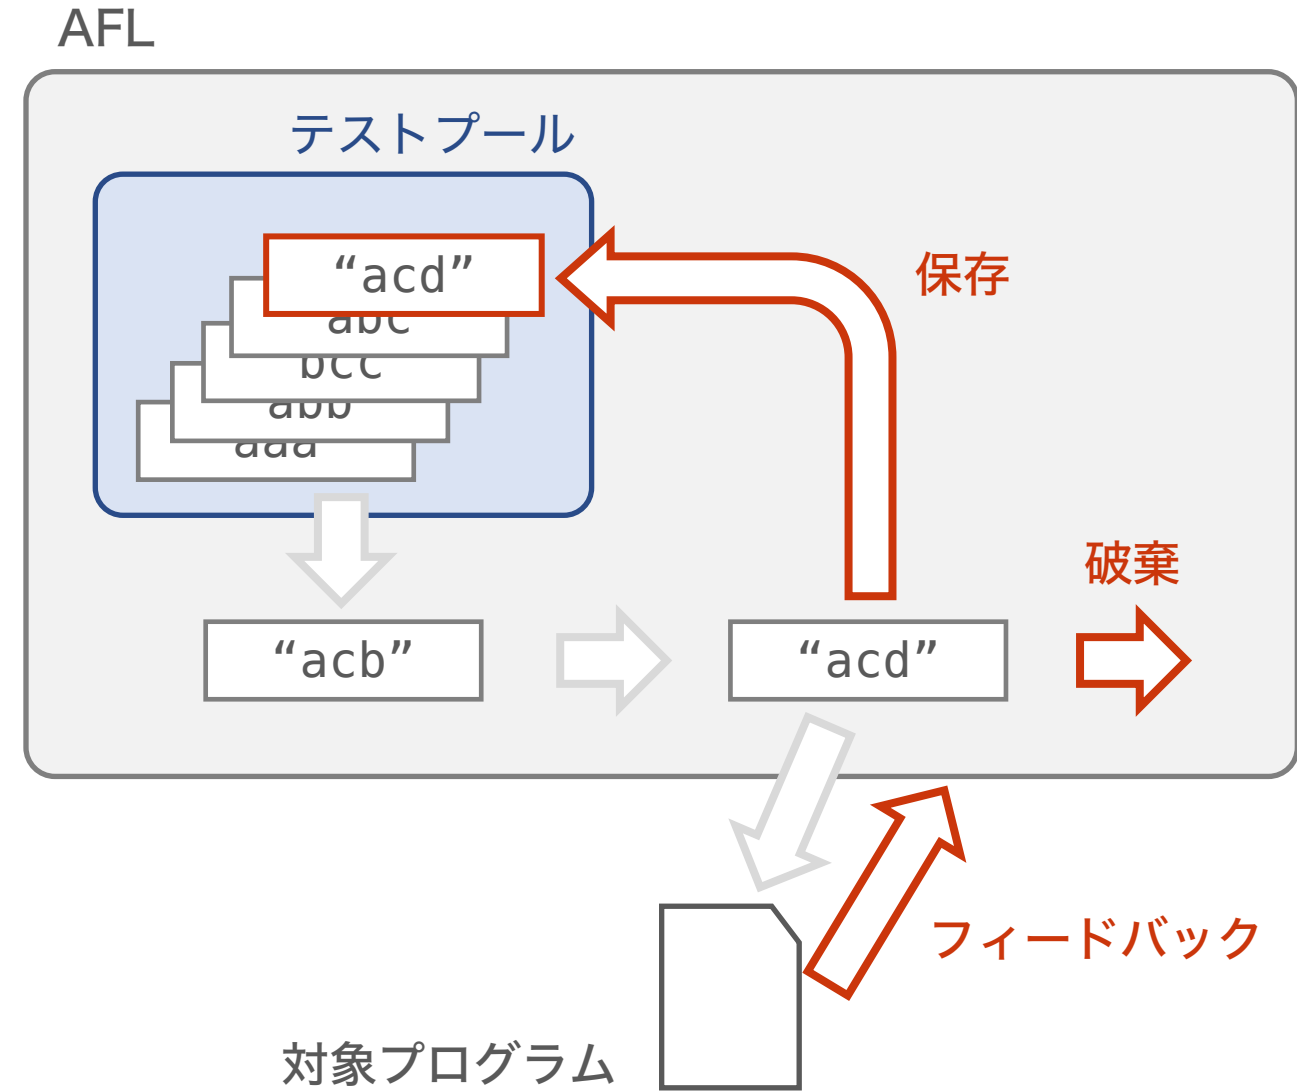 AFL
テストプール
“acd”
abc
bcc
abb
aaa
保存
破棄
“acb”
“acd”
フィードバック
対象プログラム